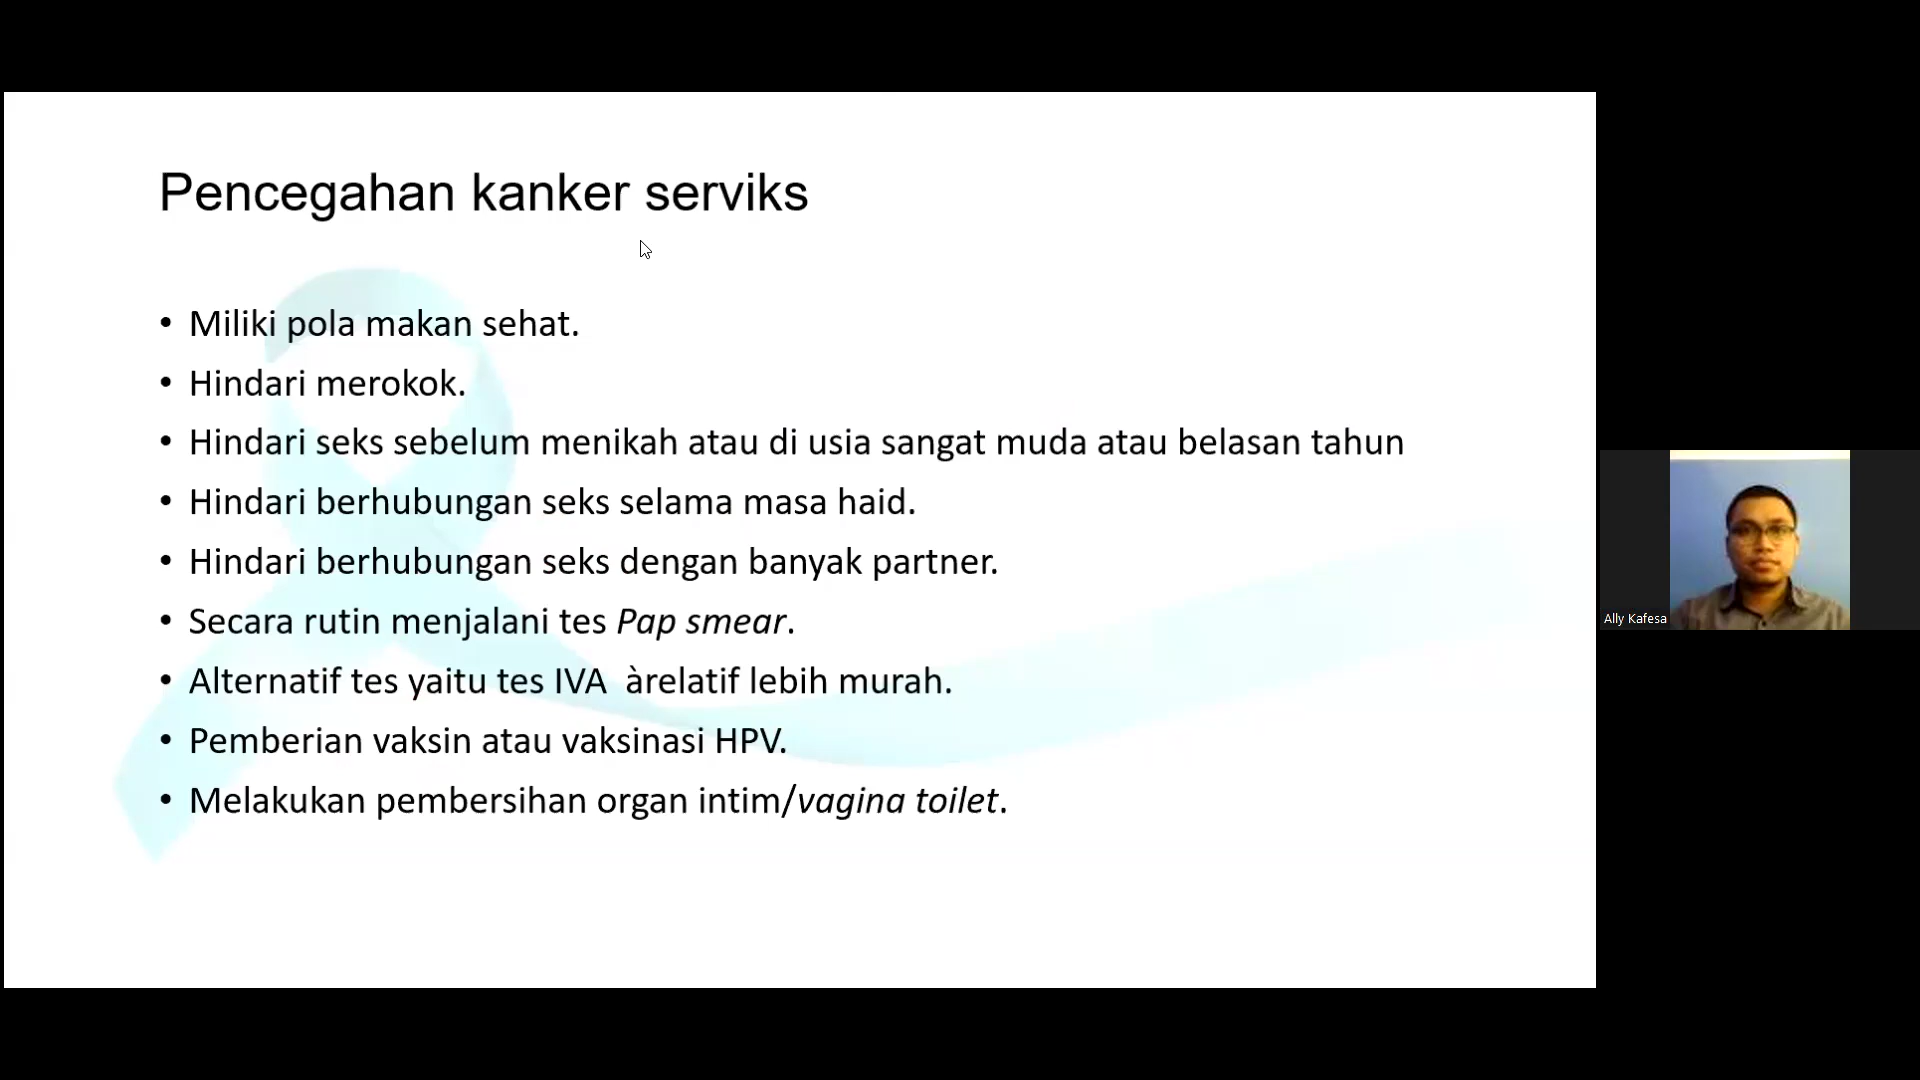 Pencegahan kanker serviks
• Miliki pola makan sehat.
• Hindari merokok.
• Hindari seks sebelum menikah atau di usia sangat muda atau belasan tahun
• Hindari berhubungan seks selama masa haid.
• Hindari berhubungan seks dengan banyak partner.
• Secara rutin menjalani tes Pap smear.
• Alternatif tes yaitu tes IVA àrelatif lebih murah.
• Pemberian vaksin atau vaksinasi HPV.
• Melakukan pembersihan organ intim/vagina toilet.
Ally Kafesa